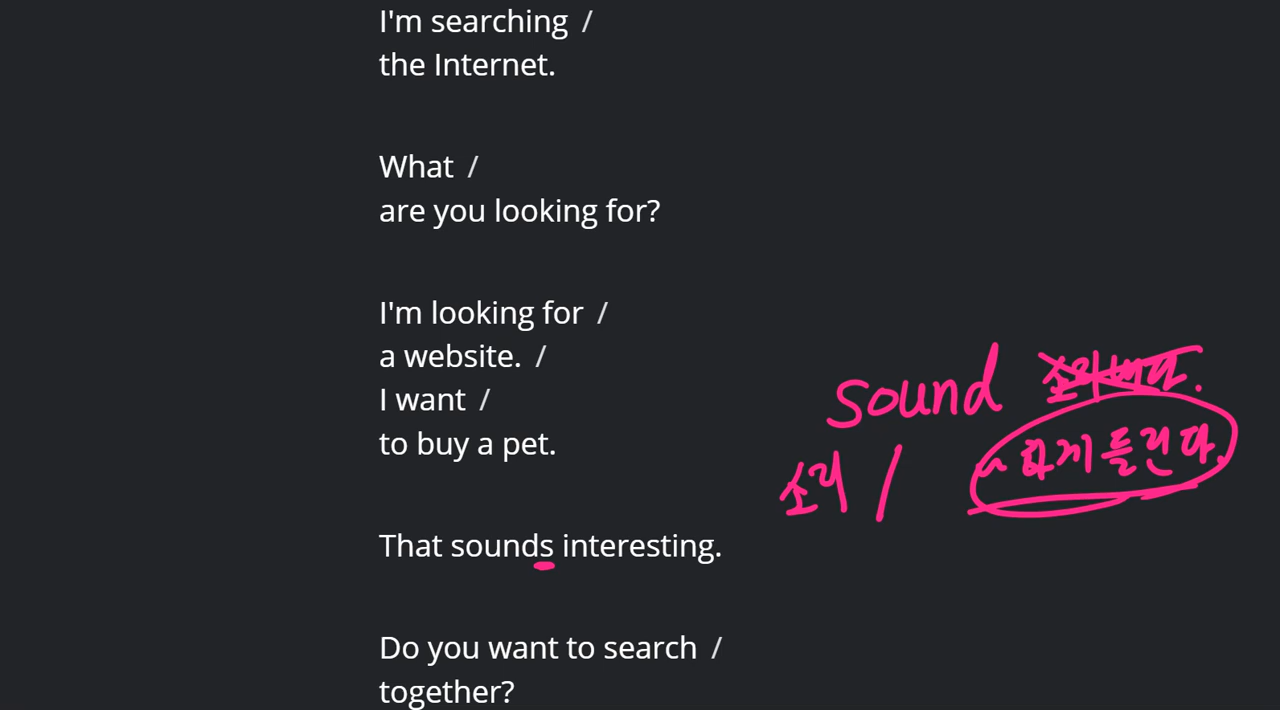 I'm searching /
the Internet.
What /
are you looking for?
I'm looking for /
a website. /
I want /
to buy a pet.
sound
소리 / ~하게 들린다.
That sounds interesting.
Do you want to search /
together?